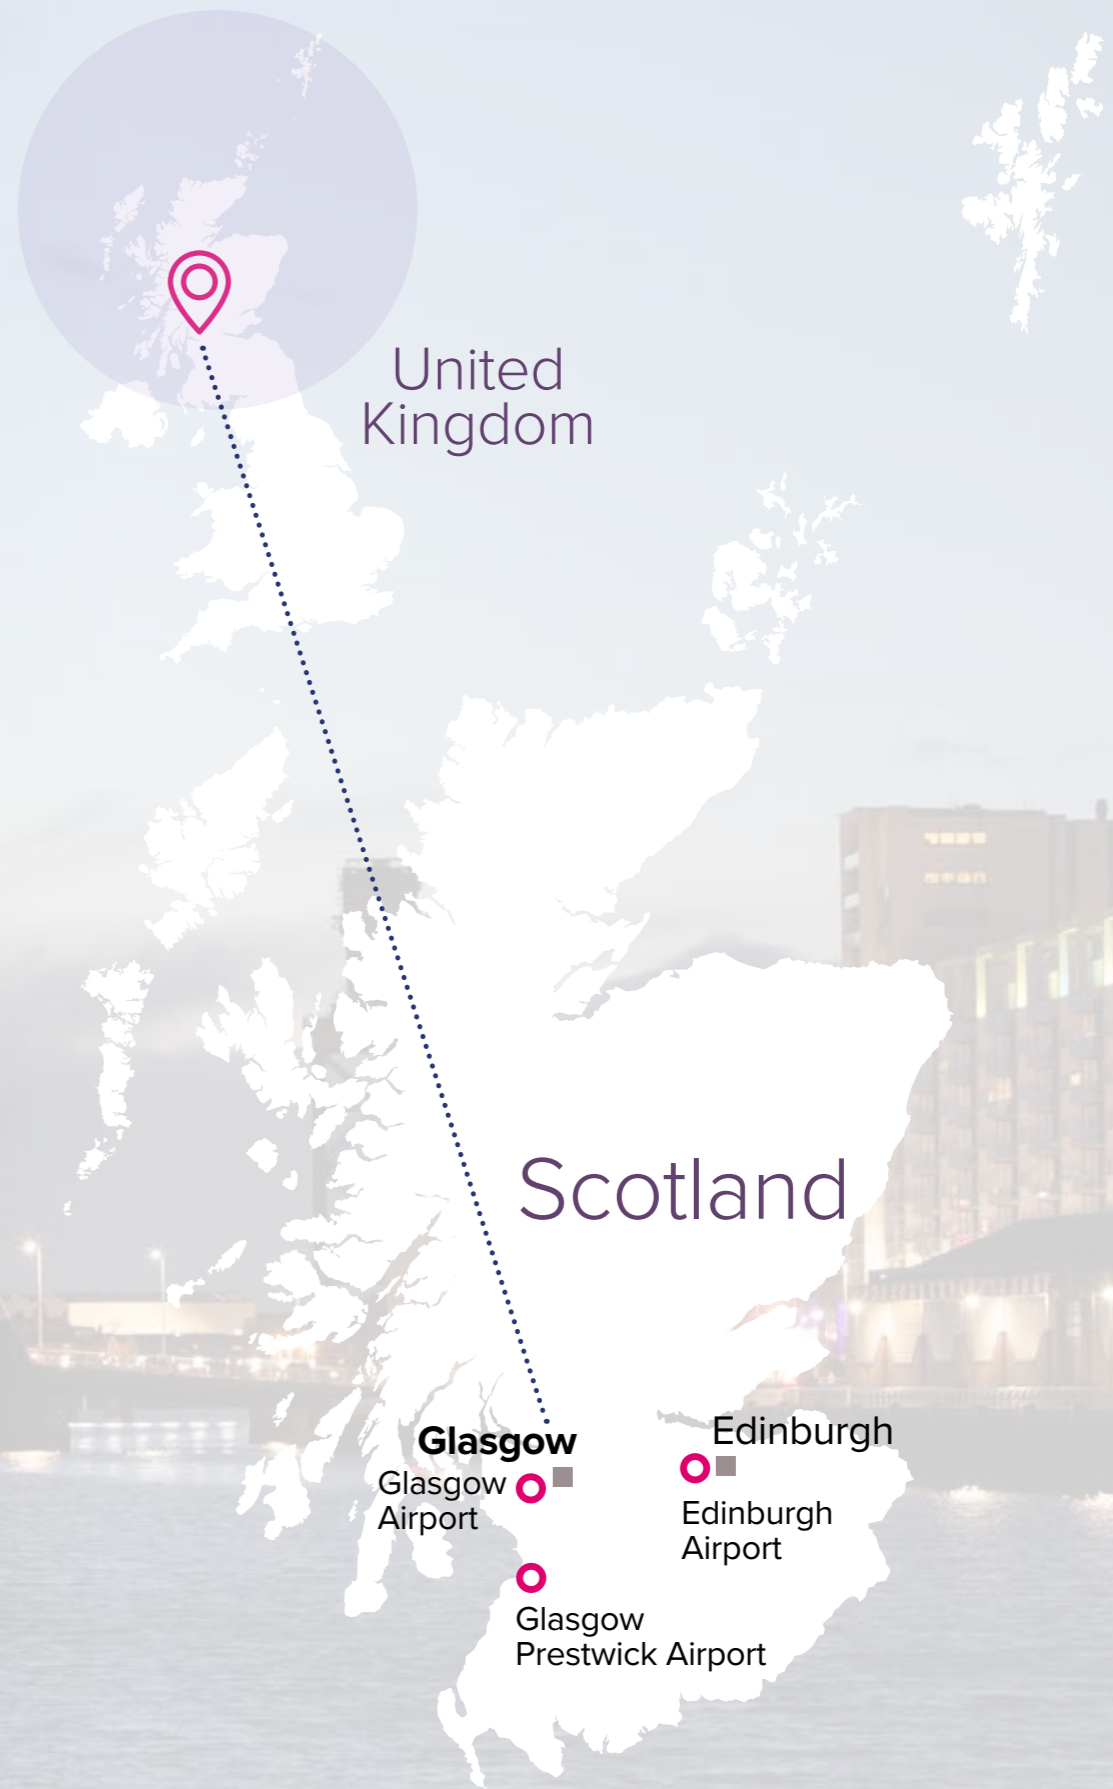 United
Kingdom
Scotland
Glasgow
Glasgow
Airport
Edinburgh
Edinburgh
Airport
Glasgow
Prestwick Airport